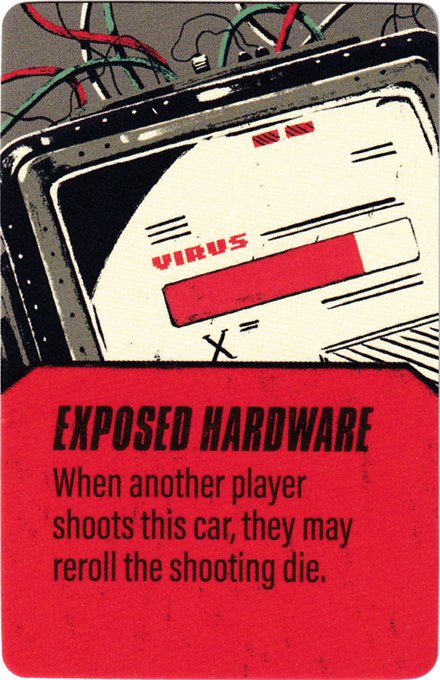 VIRUS
X
EXPOSED HARDWARE
When another player
shoots this car, they may
reroll the shooting die.